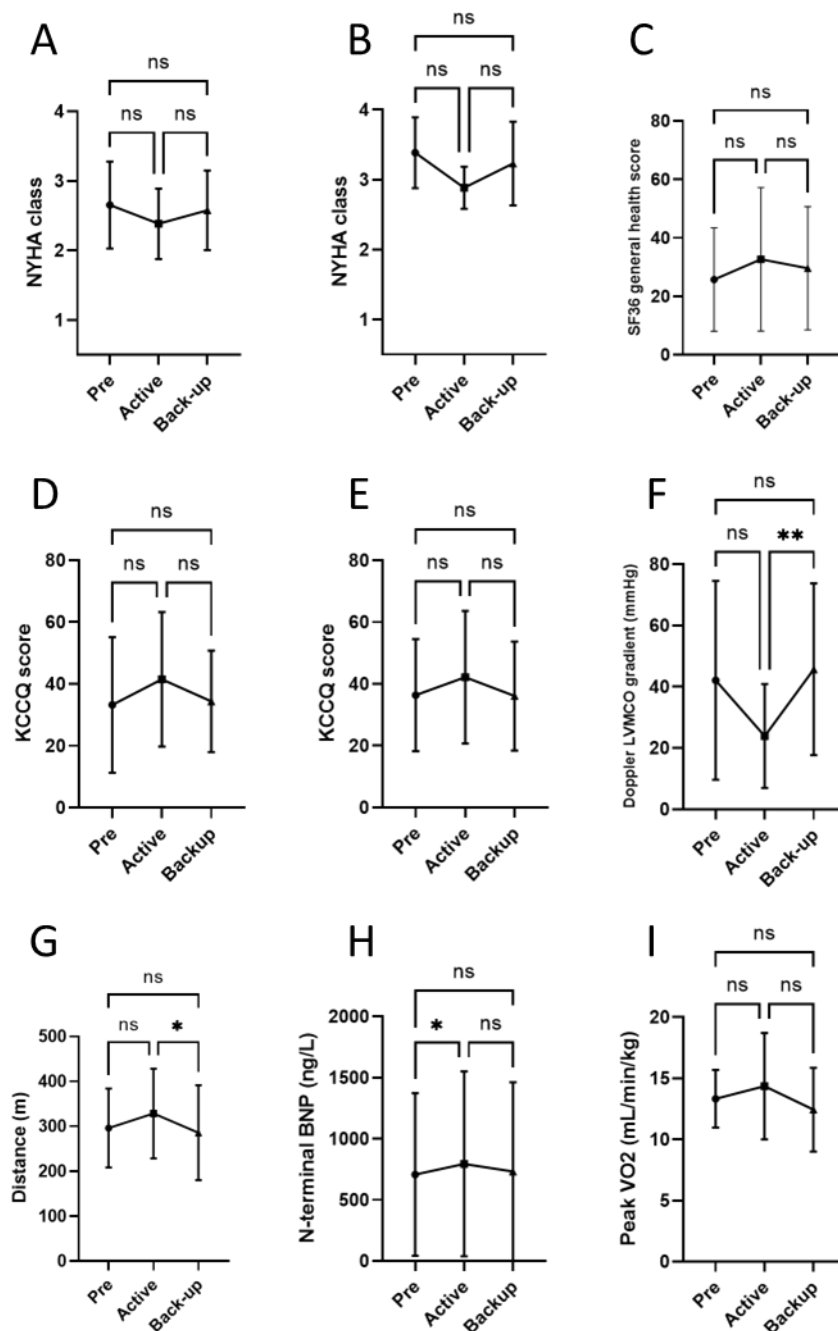 A
ns
ns ns
4
3
2
1
NYHA class
Pre
Active
Back-up
B
ns
ns ns
4
3
2
1
NYHA class
Pre
Active
Back-up
C
ns
ns ns
80
60
40
20
0
SF36 general health score
Pre
Active
Back-up
D
ns
ns ns
80
60
40
20
0
KCCQ score
Pre
Active
Backup
E
ns
ns ns
80
60
40
20
0
KCCQ score
Pre
Active
Backup
F
ns
ns **
80
60
40
20
0
Doppler LVMCO gradient (mmHg)
Pre
Active
Back-up
G
ns
ns *
500
400
300
200
100
0
Distance (m)
Pre
Active
Back-up
H
ns
* ns
2000
1500
1000
500
0
N-terminal BNP (ng/L)
Pre
Active
Backup
I
ns
ns ns
20
15
10
5
0
Peak VO2 (mL/min/kg)
Pre
Active
Back-up